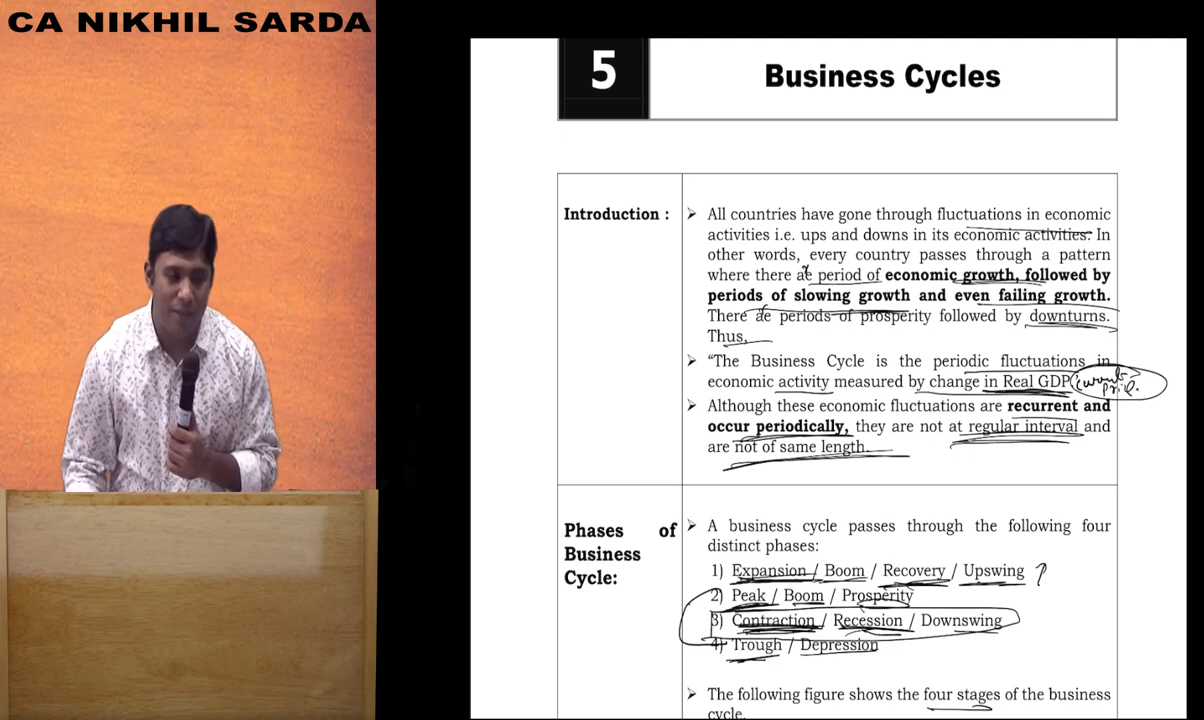 CA NIKHIL SARDA
5
Business Cycles
Introduction :
➢ All countries have gone through fluctuations in economic
activities i.e. ups and downs in its economic activities. In
other words, every country passes through a pattern
where there ae period of economic growth, followed by
periods of slowing growth and even failing growth.
There ae periods of prosperity followed by downturns.
Thus,
➢ “The Business Cycle is the periodic fluctuations in
economic activity measured by change in Real GDP
➢ Although these economic fluctuations are recurrent and
occur periodically, they are not at regular interval and
are not of same length.
Phases of
Business
Cycle:
➢ A business cycle passes through the following four
distinct phases:
1) Expansion / Boom / Recovery / Upswing ?
2) Peak / Boom / Prosperity
3) Contraction / Recession / Downswing
4) Trough / Depression
➢ The following figure shows the four stages of the business
cycle.